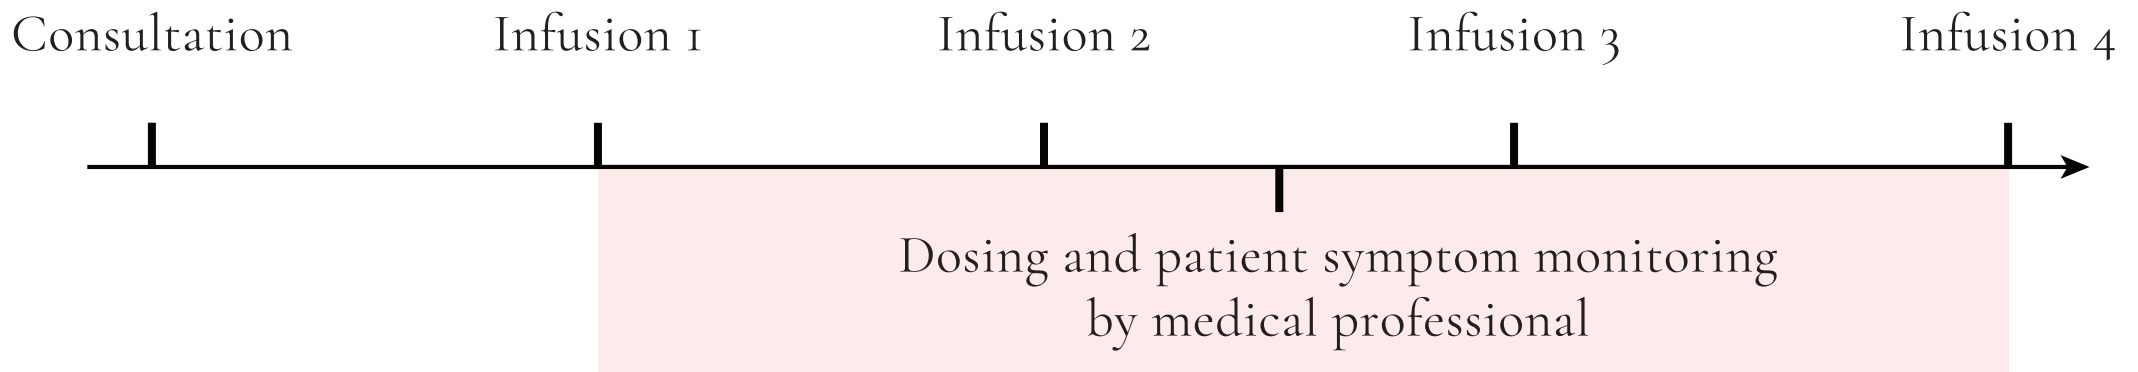 Consultation
Infusion 1
Infusion 2
Infusion 3
Infusion 4
Dosing and patient symptom monitoring
by medical professional